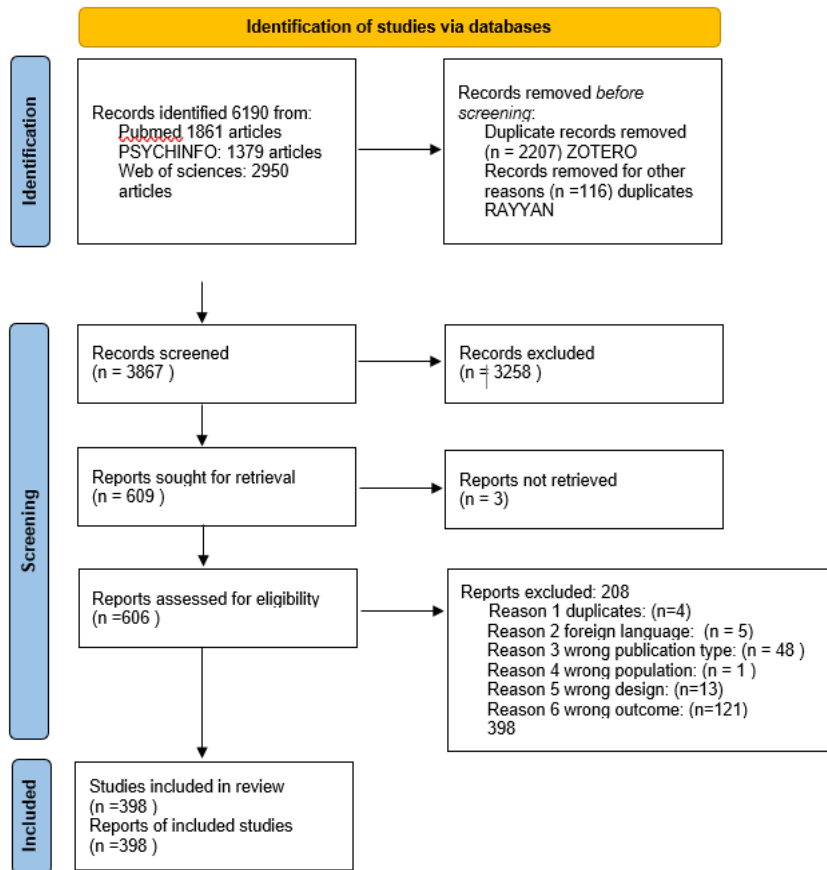 Identification of studies via databases
Identification
Records identified 6190 from:
Pubmed 1861 articles
PSYCHINFO: 1379 articles
Web of sciences: 2950
articles
Records removed before
screening:
Duplicate records removed
(n = 2207) ZOTERO
Records removed for other
reasons (n =116) duplicates
RAYYAN
Screening
Records screened
(n = 3867 )
Records excluded
(n = 3258 )
Reports sought for retrieval
(n = 609 )
Reports not retrieved
(n = 3)
Reports assessed for eligibility
(n =606 )
Reports excluded: 208
Reason 1 duplicates: (n=4)
Reason 2 foreign language: (n = 5)
Reason 3 wrong publication type: (n = 48 )
Reason 4 wrong population: (n = 1 )
Reason 5 wrong design: (n=13)
Reason 6 wrong outcome: (n=121)
398
Included
Studies included in review
(n =398 )
Reports of included studies
(n =398 )